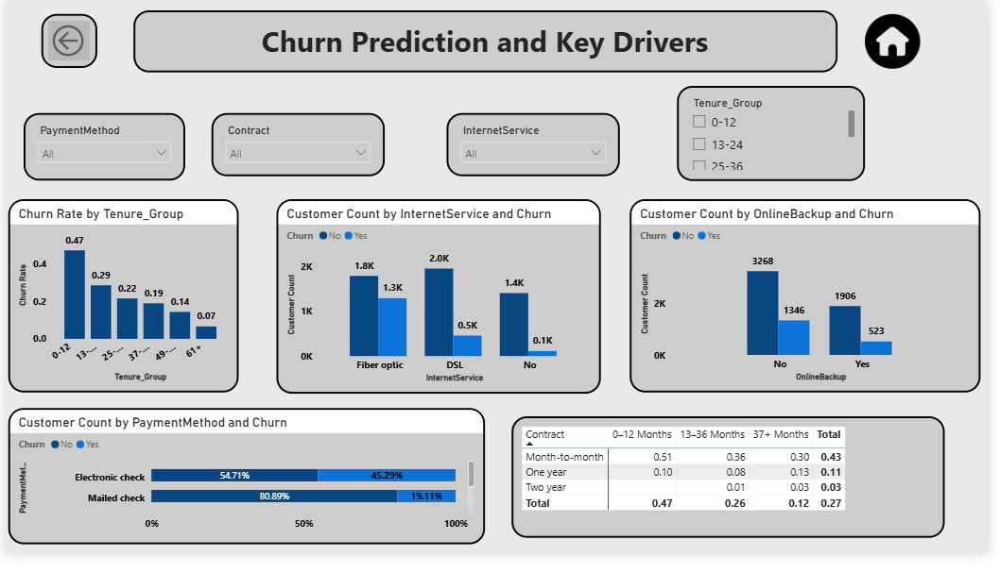 Churn Prediction and Key Drivers
PaymentMethod
All
Contract
All
InternetService
All
Tenure_Group
0-12
13-24
25-36
Churn Rate by Tenure_Group
Churn Rate
0.4
0.2
0.0
0.47
0.29
0.22
0.19
0.14
0.07
0-12
13-...
25-...
37-...
49-...
61+
Tenure_Group
Customer Count by InternetService and Churn
Churn No Yes
Customer Count
2K
1K
0K
1.8K
1.3K
2.0K
0.5K
1.4K
0.1K
Fiber optic
DSL
No
InternetService
Customer Count by OnlineBackup and Churn
Churn No Yes
Customer Count
2K
0K
3268
1346
1906
523
No
Yes
OnlineBackup
Customer Count by PaymentMethod and Churn
Churn No Yes
PaymentMet...
Electronic check 54.71% 45.29%
Mailed check 80.89% 19.11%
0% 50% 100%
Contract 0–12 Months 13–36 Months 37+ Months Total
Month-to-month 0.51 0.36 0.30 0.43
One year 0.10 0.08 0.13 0.11
Two year 0.01 0.03 0.03
Total 0.47 0.26 0.12 0.27